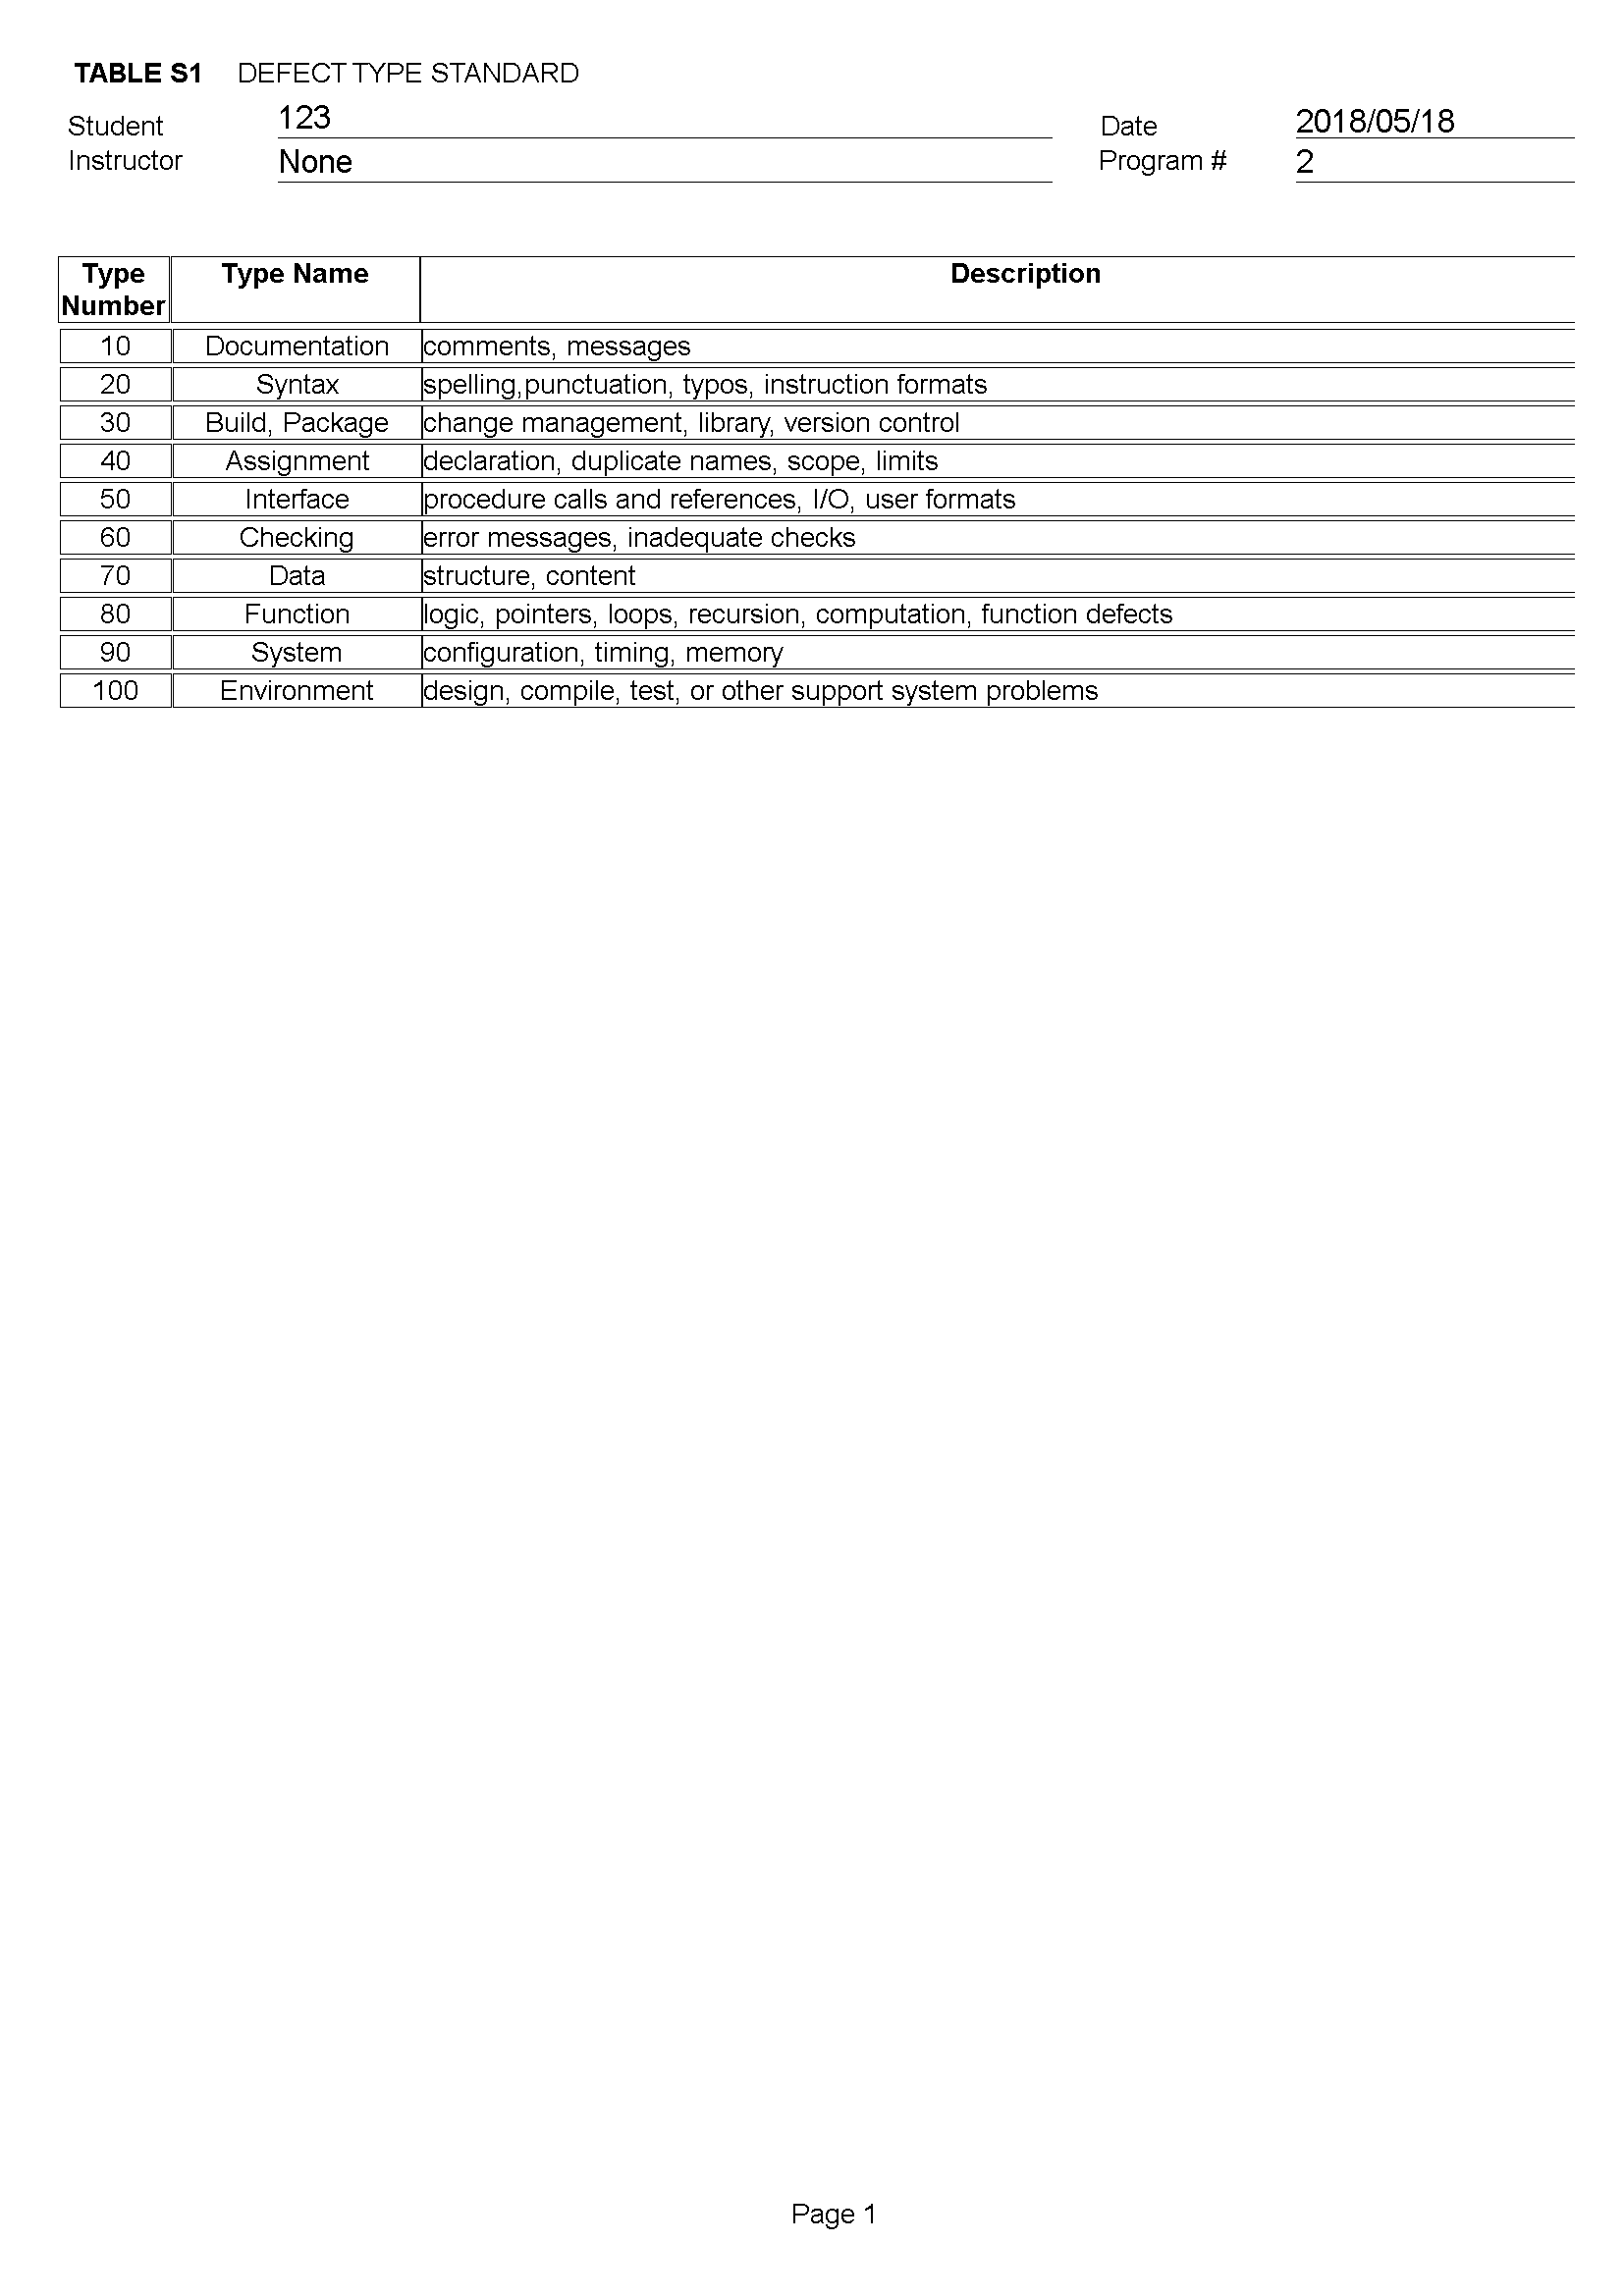 TABLE S1 DEFECT TYPE STANDARD
Student 123 Date 2018/05/18
Instructor None Program # 2
Type Number Type Name Description
10 Documentation comments, messages
20 Syntax spelling,punctuation, typos, instruction formats
30 Build, Package change management, library, version control
40 Assignment declaration, duplicate names, scope, limits
50 Interface procedure calls and references, I/O, user formats
60 Checking error messages, inadequate checks
70 Data structure, content
80 Function logic, pointers, loops, recursion, computation, function defects
90 System configuration, timing, memory
100 Environment design, compile, test, or other support system problems
Page 1